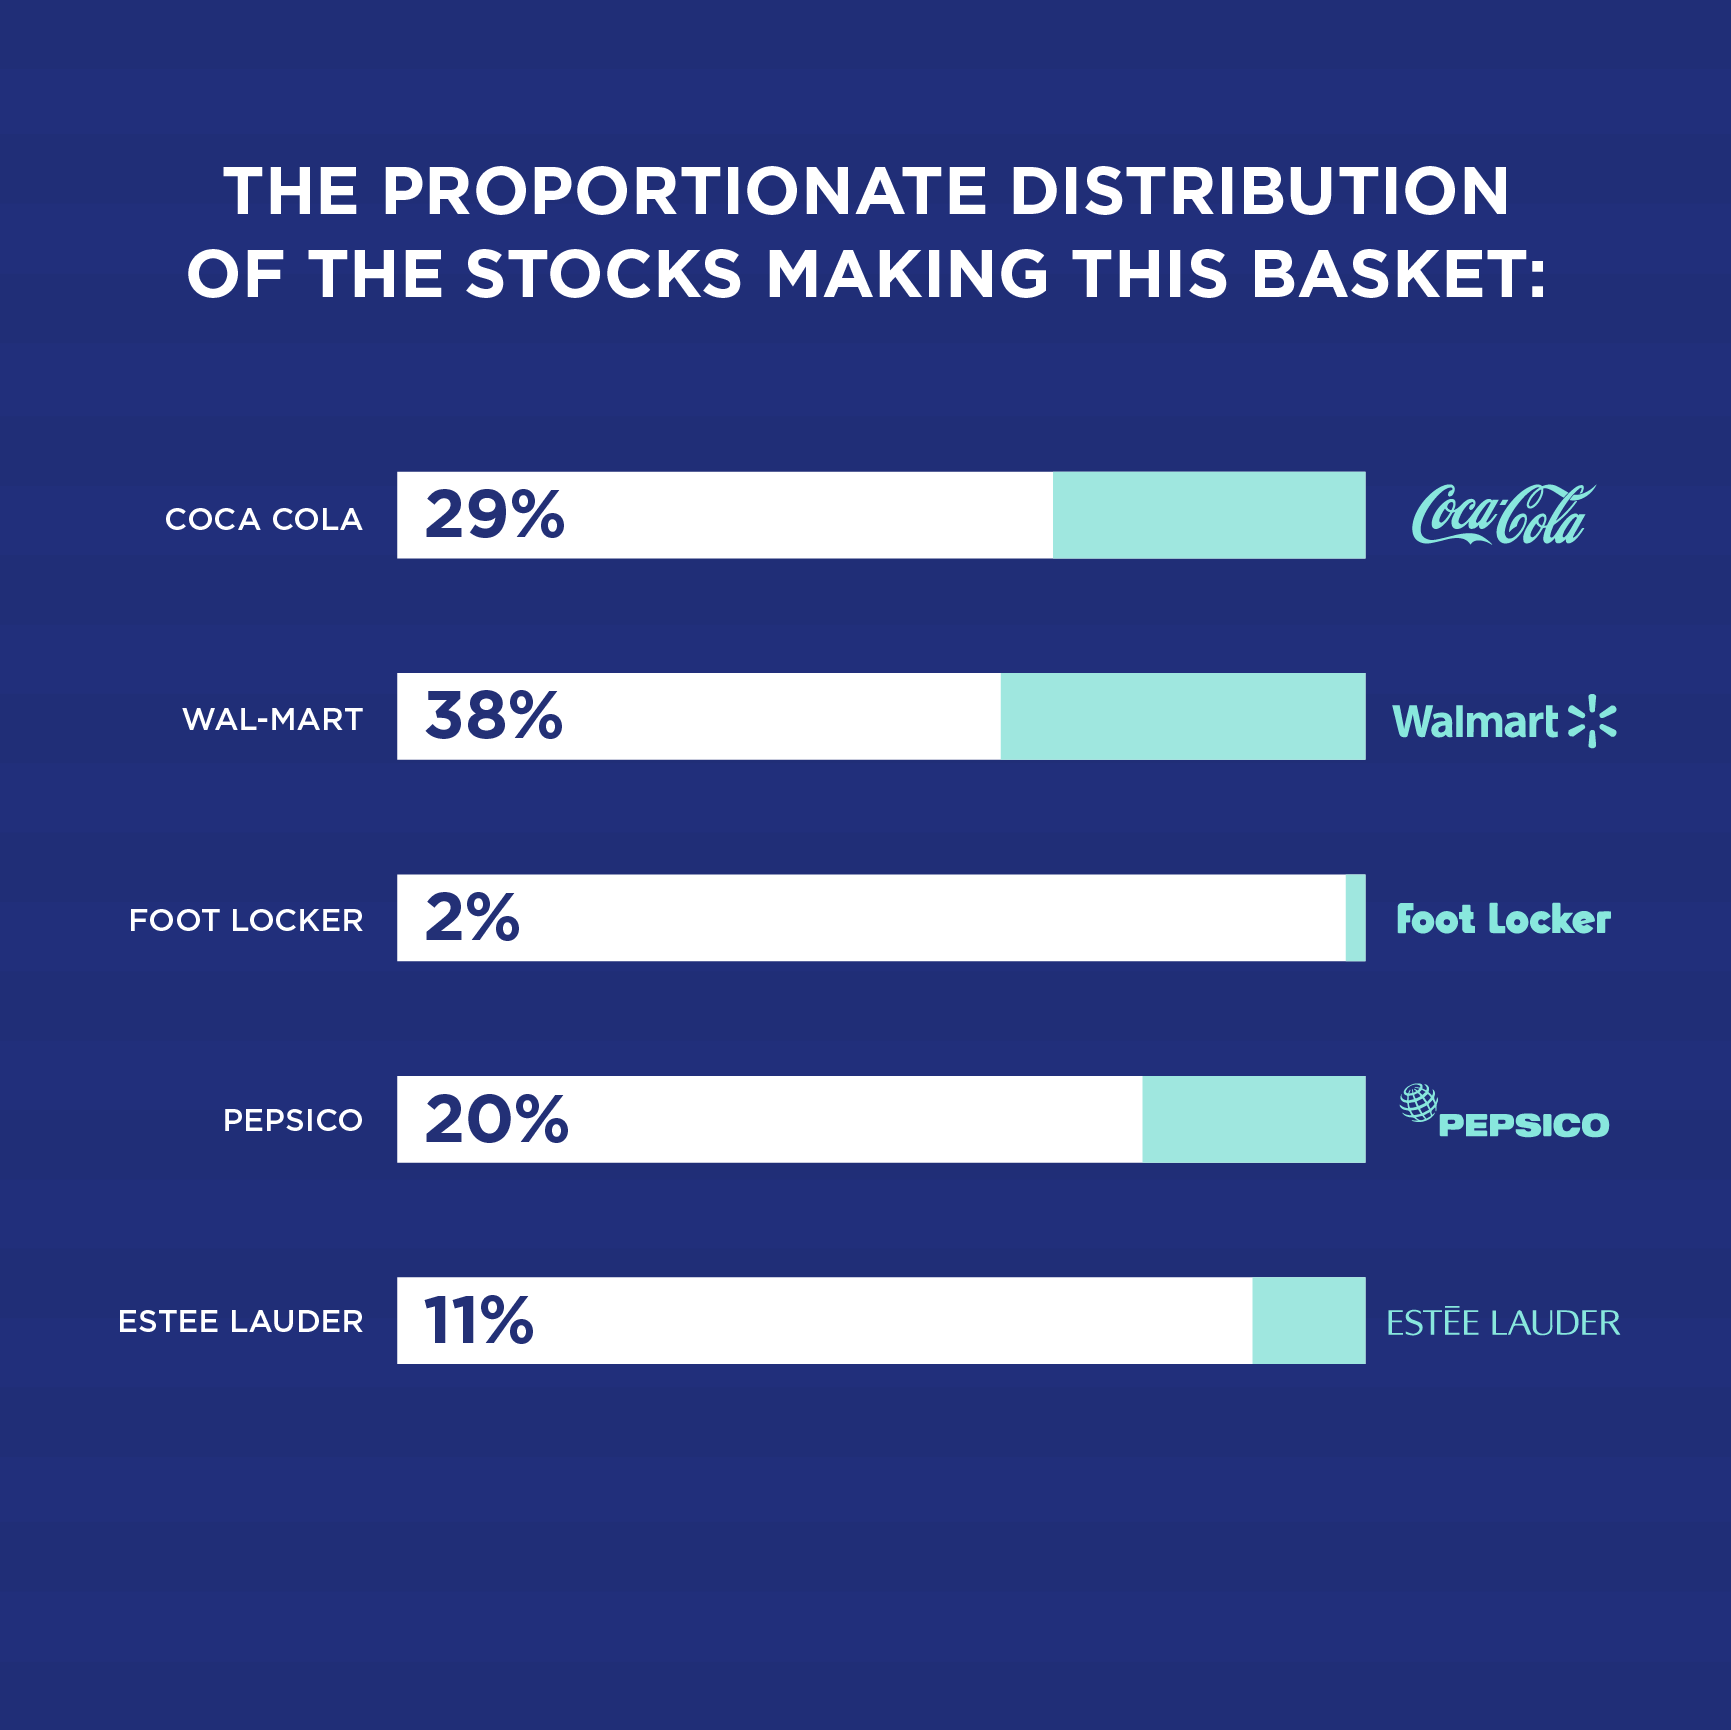 THE PROPORTIONATE DISTRIBUTION
OF THE STOCKS MAKING THIS BASKET:
COCA COLA 29% Coca-Cola
WAL-MART 38% Walmart
FOOT LOCKER 2% Foot Locker
PEPSICO 20% PEPSICO
ESTEE LAUDER 11% ESTĒE LAUDER